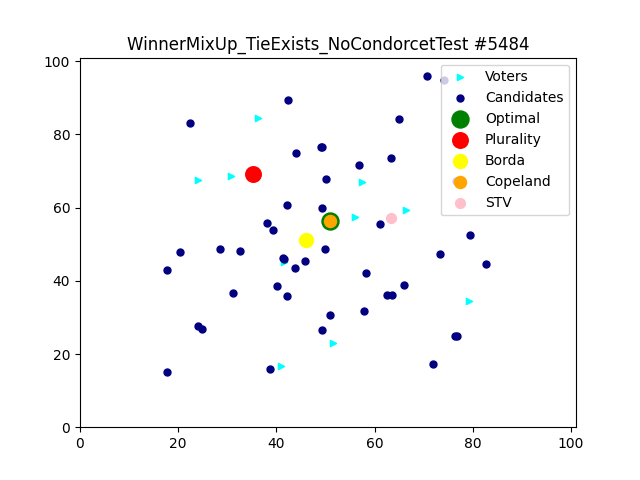 WinnerMixUp_TieExists_NoCondorcetTest #5484
100
80
60
40
20
0
0
20
40
60
80
100
Voters
Candidates
Optimal
Plurality
Borda
Copeland
STV